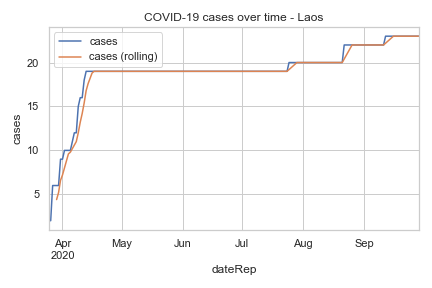 COVID-19 cases over time - Laos
cases
cases (rolling)
20
15
10
5
cases
Apr
2020
May
Jun
Jul
Aug
Sep
dateRep